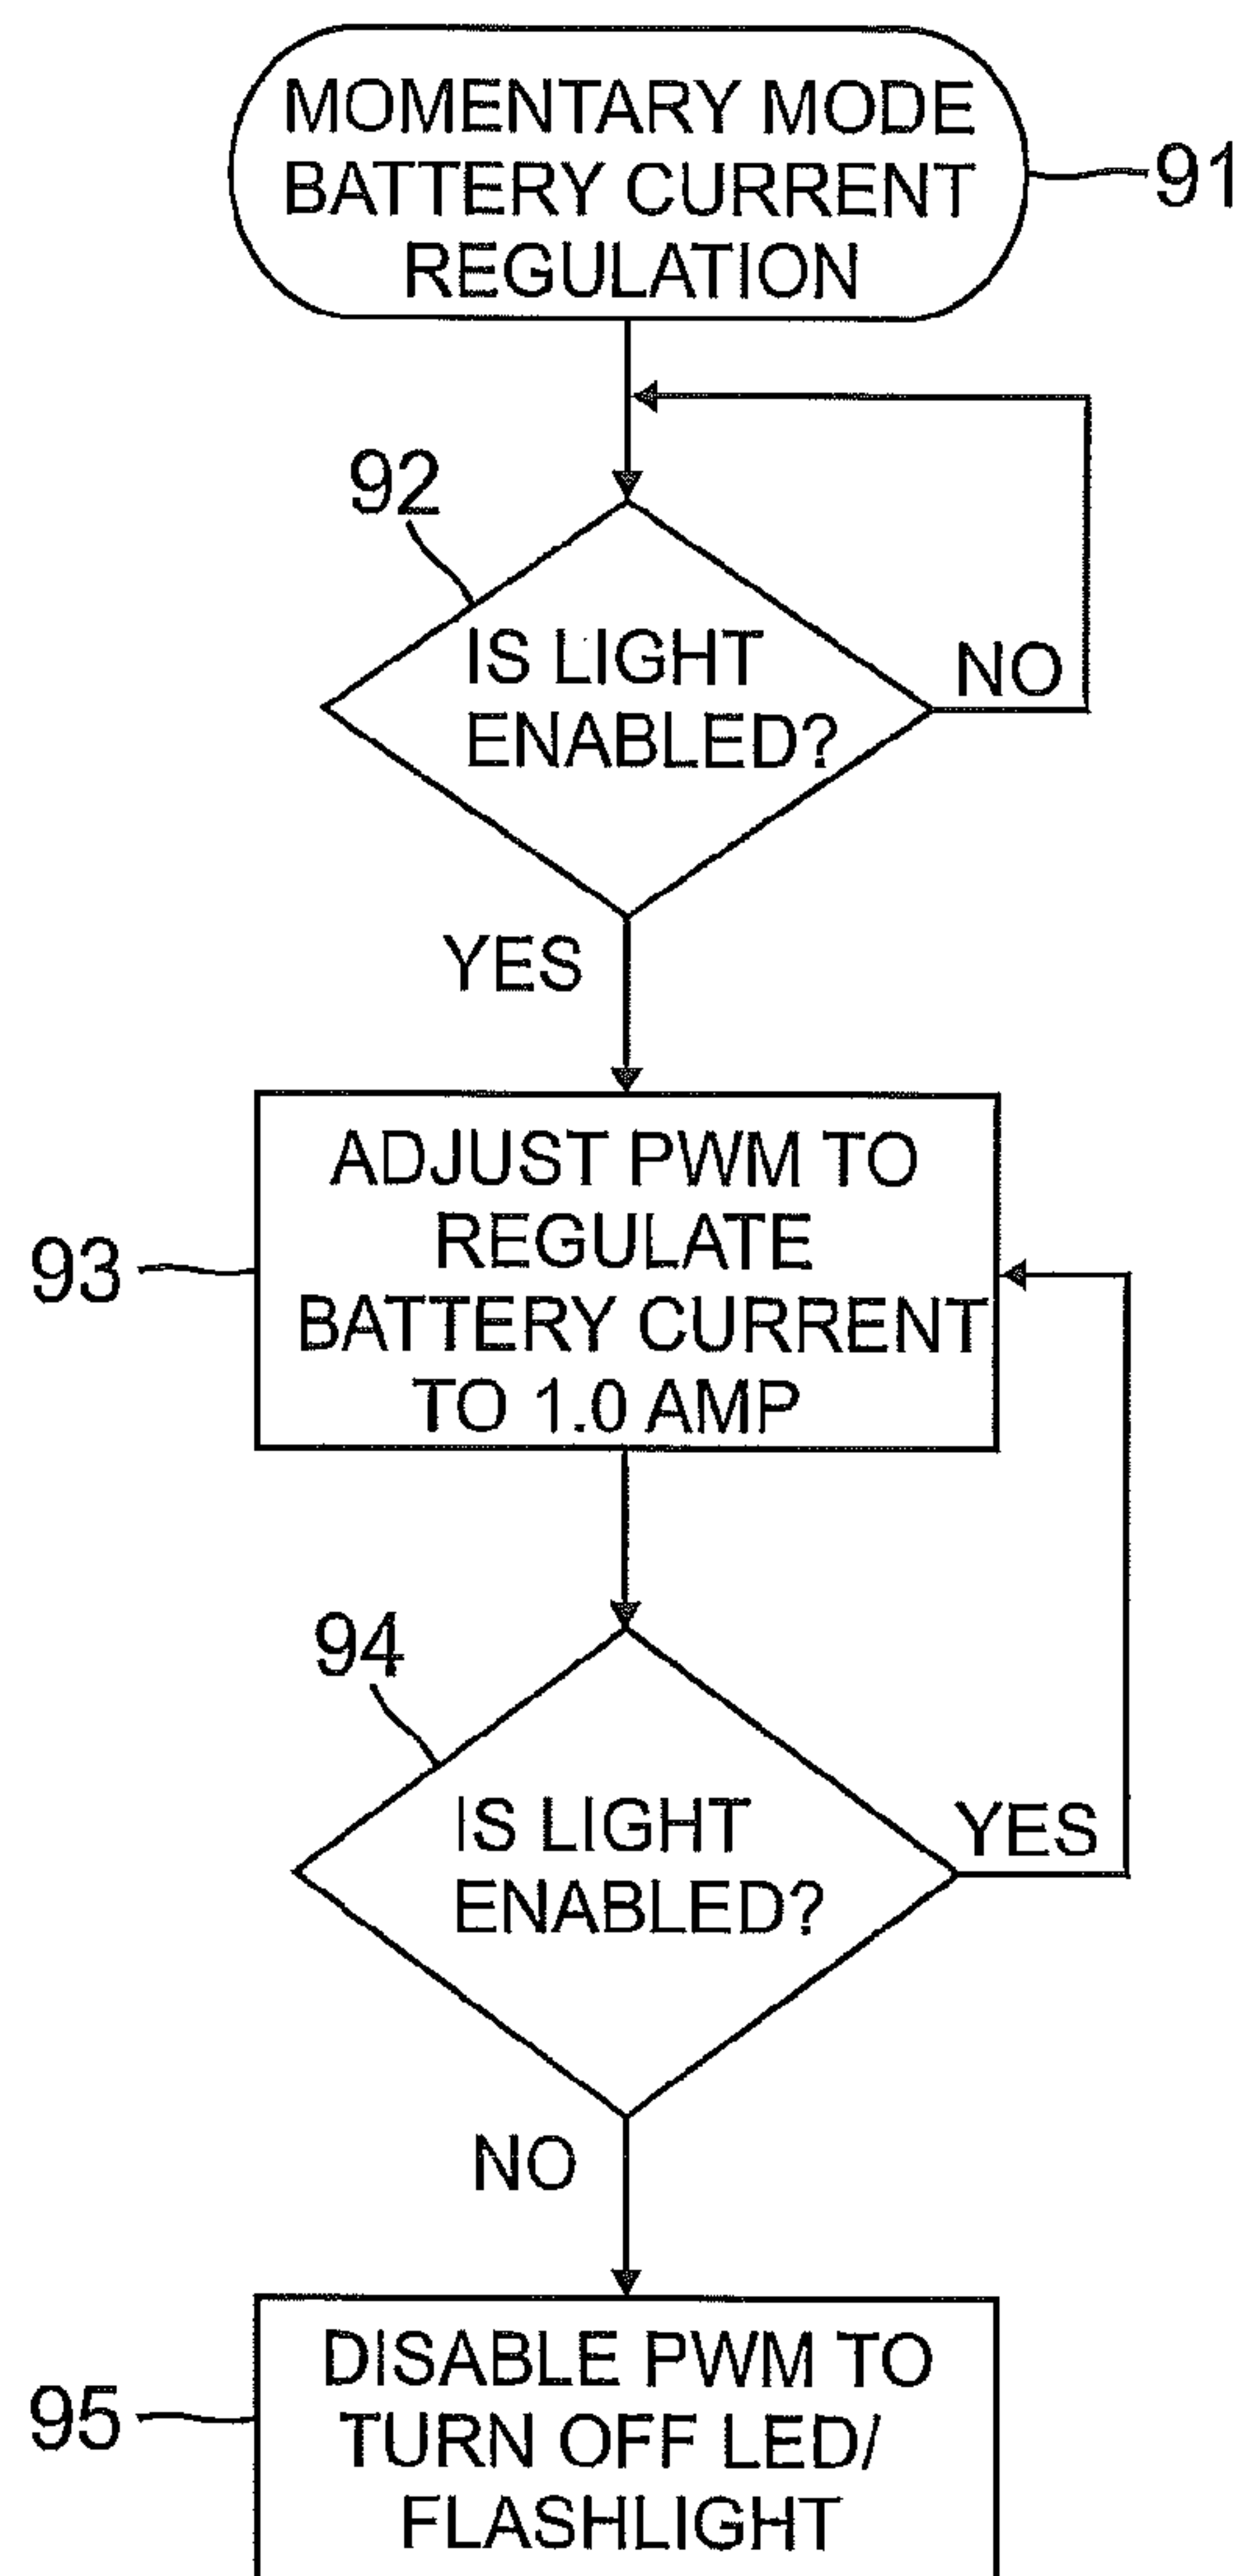 MOMENTARY MODE
BATTERY CURRENT
REGULATION
91
92
IS LIGHT
ENABLED?
NO
YES
93
ADJUST PWM TO
REGULATE
BATTERY CURRENT
TO 1.0 AMP
94
IS LIGHT
ENABLED?
YES
NO
95
DISABLE PWM TO
TURN OFF LED/
FLASHLIGHT